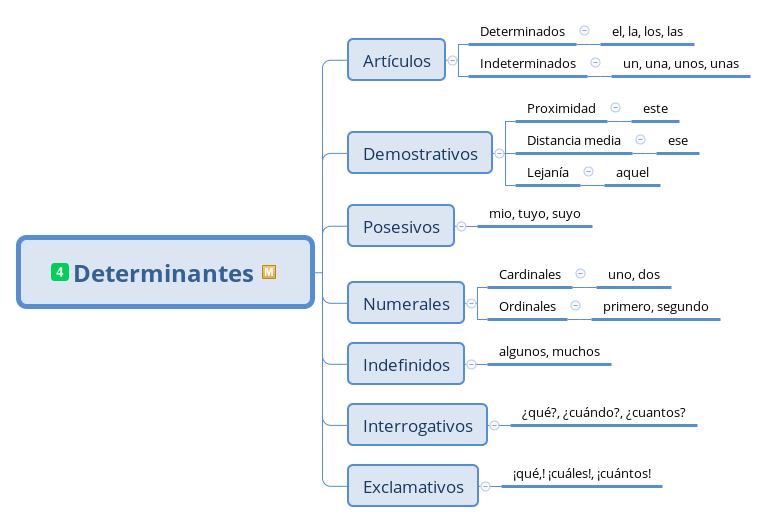 4 Determinantes M
Artículos
Determinados
el, la, los, las
Indeterminados
un, una, unos, unas
Demostrativos
Proximidad
este
Distancia media
ese
Lejanía
aquel
Posesivos
mio, tuyo, suyo
Numerales
Cardinales
uno, dos
Ordinales
primero, segundo
Indefinidos
algunos, muchos
Interrogativos
¿qué?, ¿cuándo?, ¿cuantos?
Exclamativos
¡qué,! ¡cuáles!, ¡cuántos!